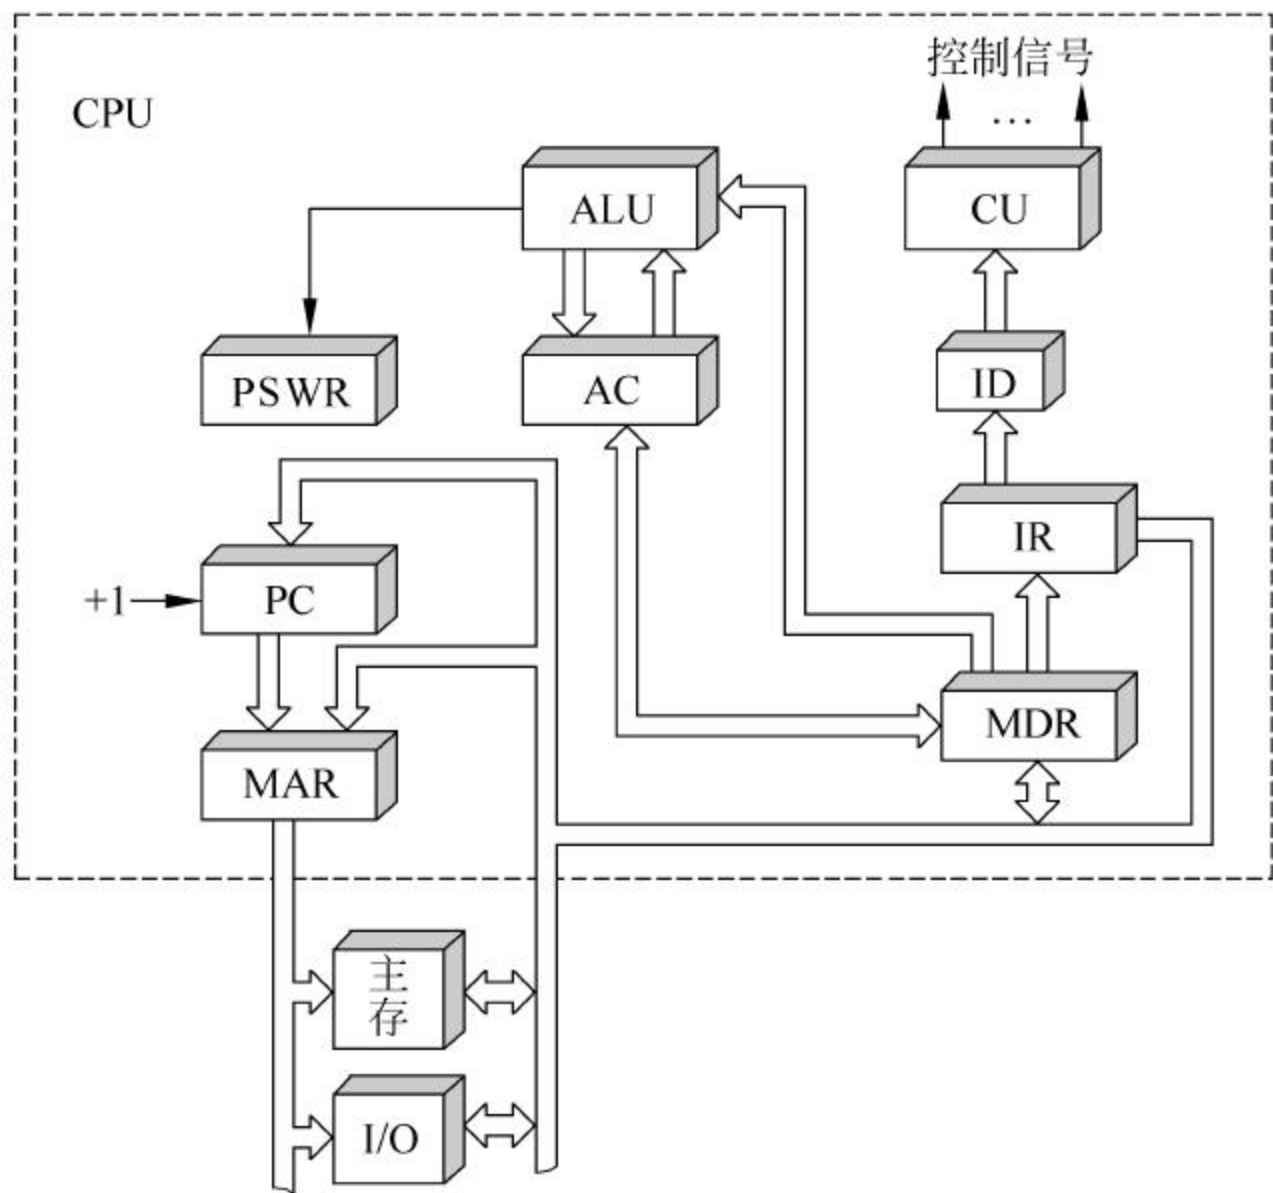 控制信号
CPU
…
ALU
CU
PSWR
AC
ID
IR
+1
PC
MDR
MAR
主
存
I/O